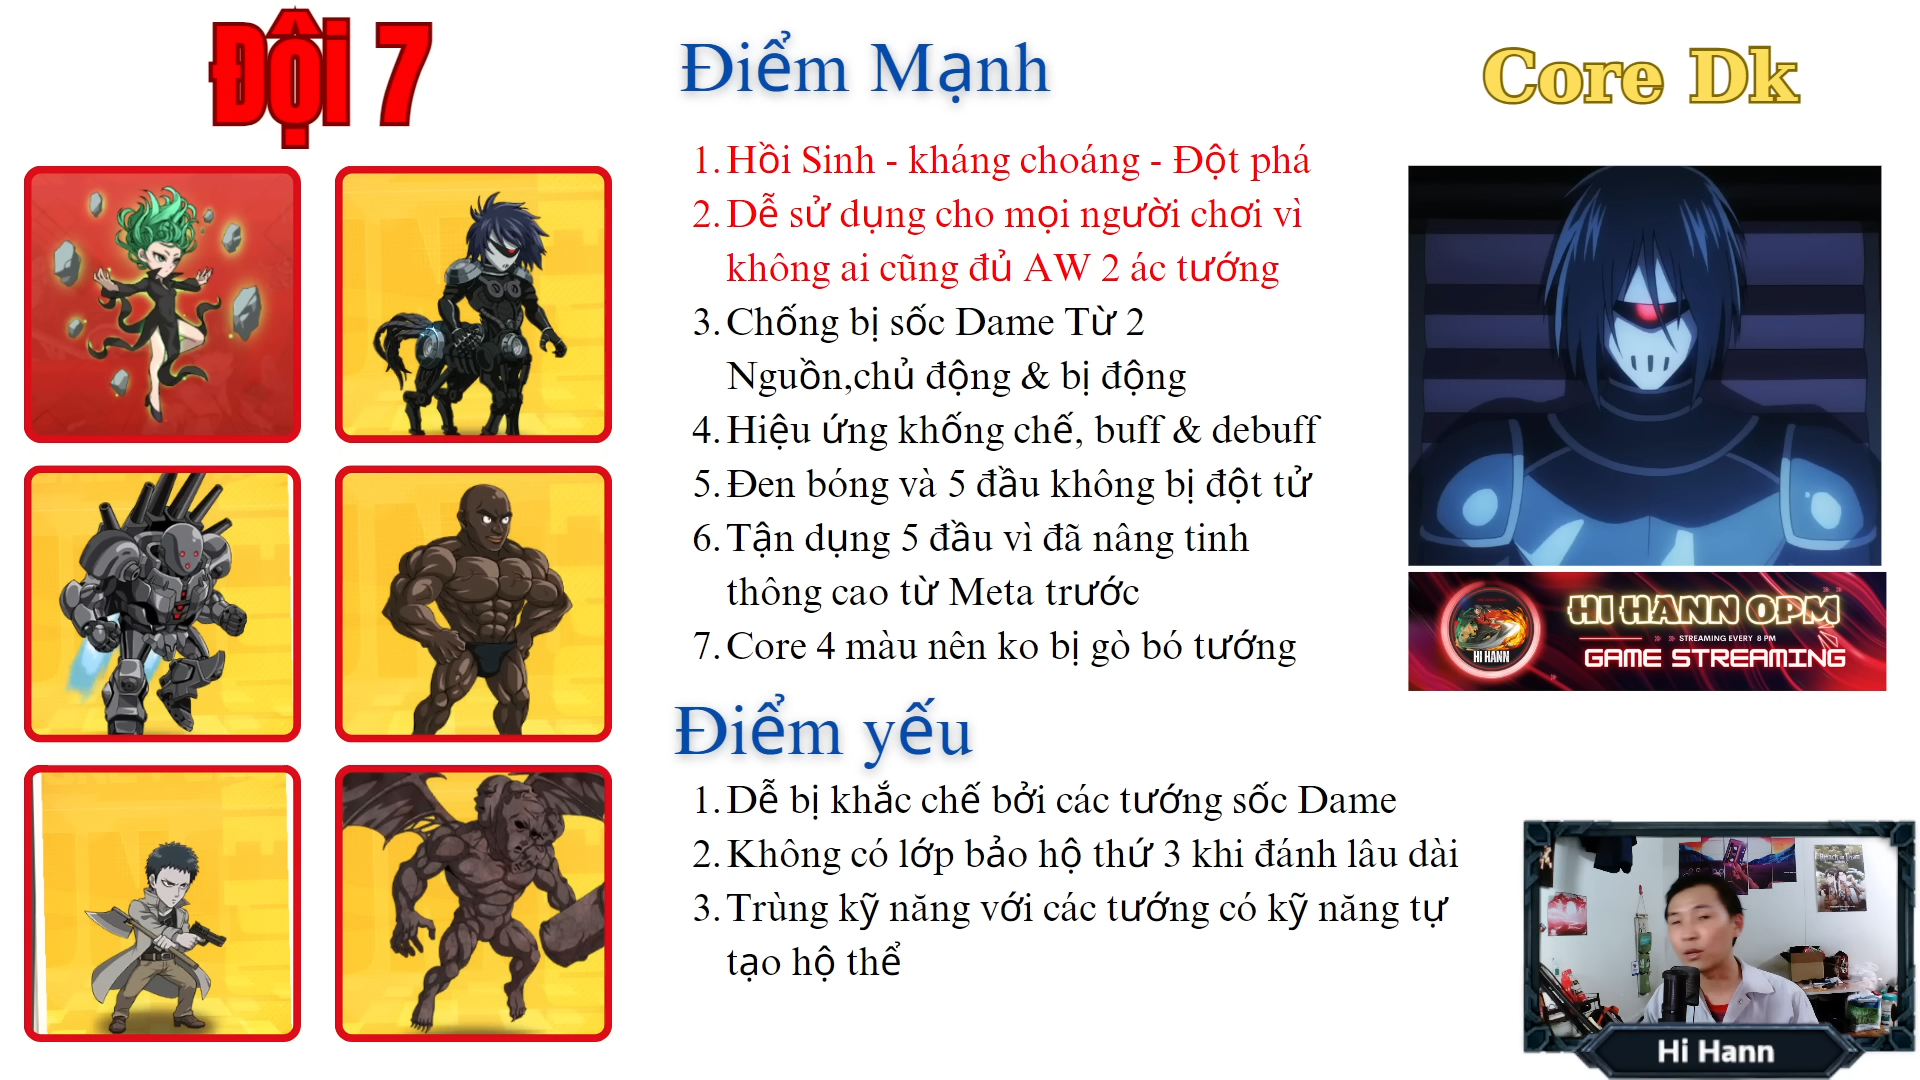 Đội 7
Điểm Mạnh
1. Hồi Sinh - kháng choáng - Đột phá
2. Dễ sử dụng cho mọi người chơi vì
không ai cũng đủ AW 2 ác tướng
3. Chống bị sốc Dame Từ 2
Nguồn,chủ động & bị động
4. Hiệu ứng khống chế, buff & debuff
5. Đen bóng và 5 đầu không bị đột tử
6. Tận dụng 5 đầu vì đã nâng tinh
thông cao từ Meta trước
7. Core 4 màu nên ko bị gò bó tướng
Điểm yếu
1. Dễ bị khắc chế bởi các tướng sốc Dame
2. Không có lớp bảo hộ thứ 3 khi đánh lâu dài
3. Trùng kỹ năng với các tướng có kỹ năng tự
tạo hộ thể
Core Dk
HI HANN OPM
STREAMING EVERY 8 PM
GAME STREAMING
HI HANN
Hi Hann